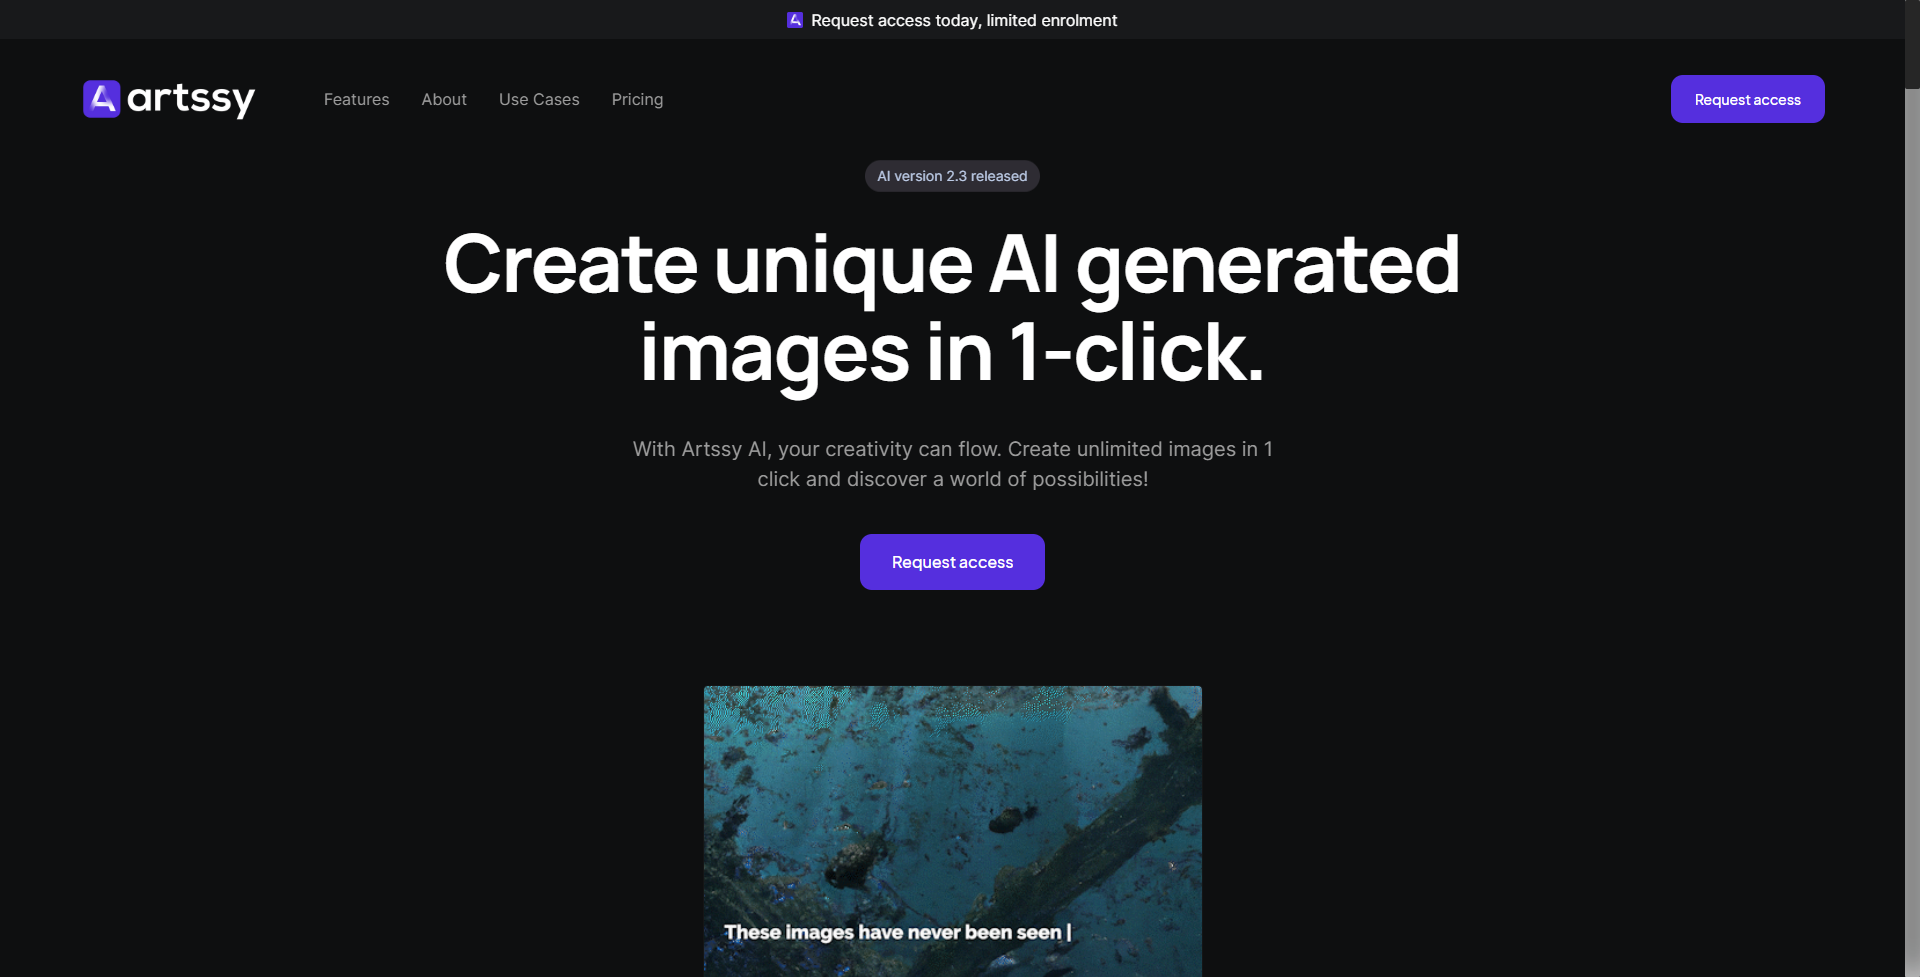 Request access today, limited enrolment
artssy
Features
About
Use Cases
Pricing
Request access
AI version 2.3 released
Create unique AI generated
images in 1-click.
With Artssy AI, your creativity can flow. Create unlimited images in 1
click and discover a world of possibilities!
Request access
These images have never been seen |